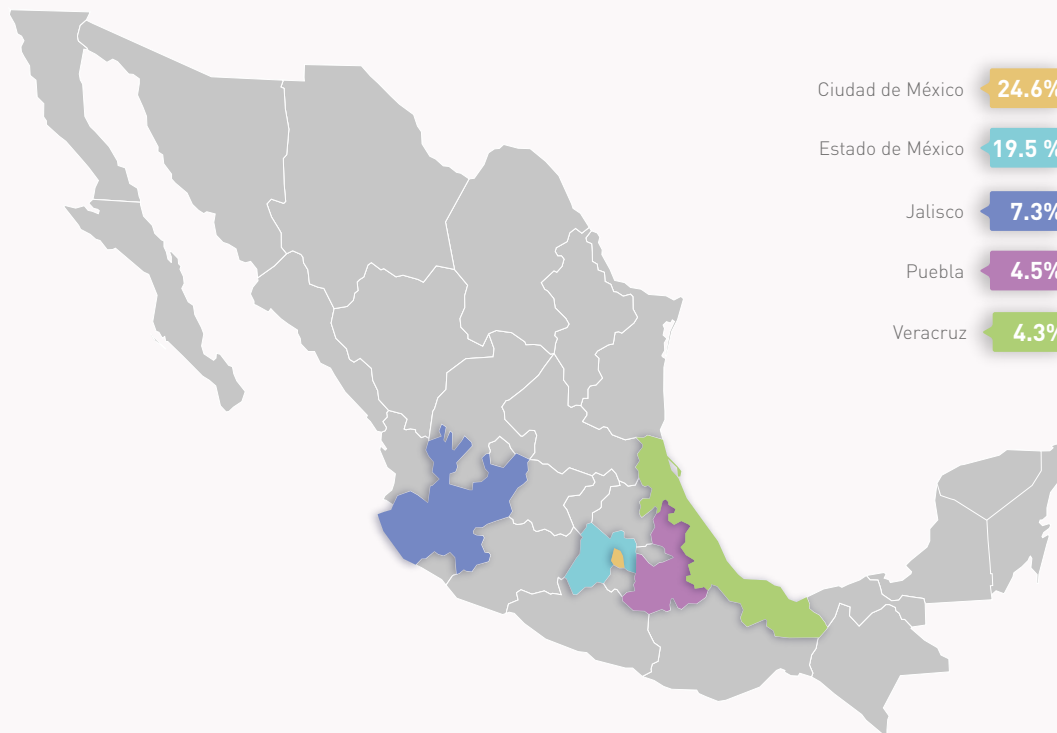 Ciudad de México 24.6%
Estado de México 19.5 %
Jalisco 7.3%
Puebla 4.5%
Veracruz 4.3%